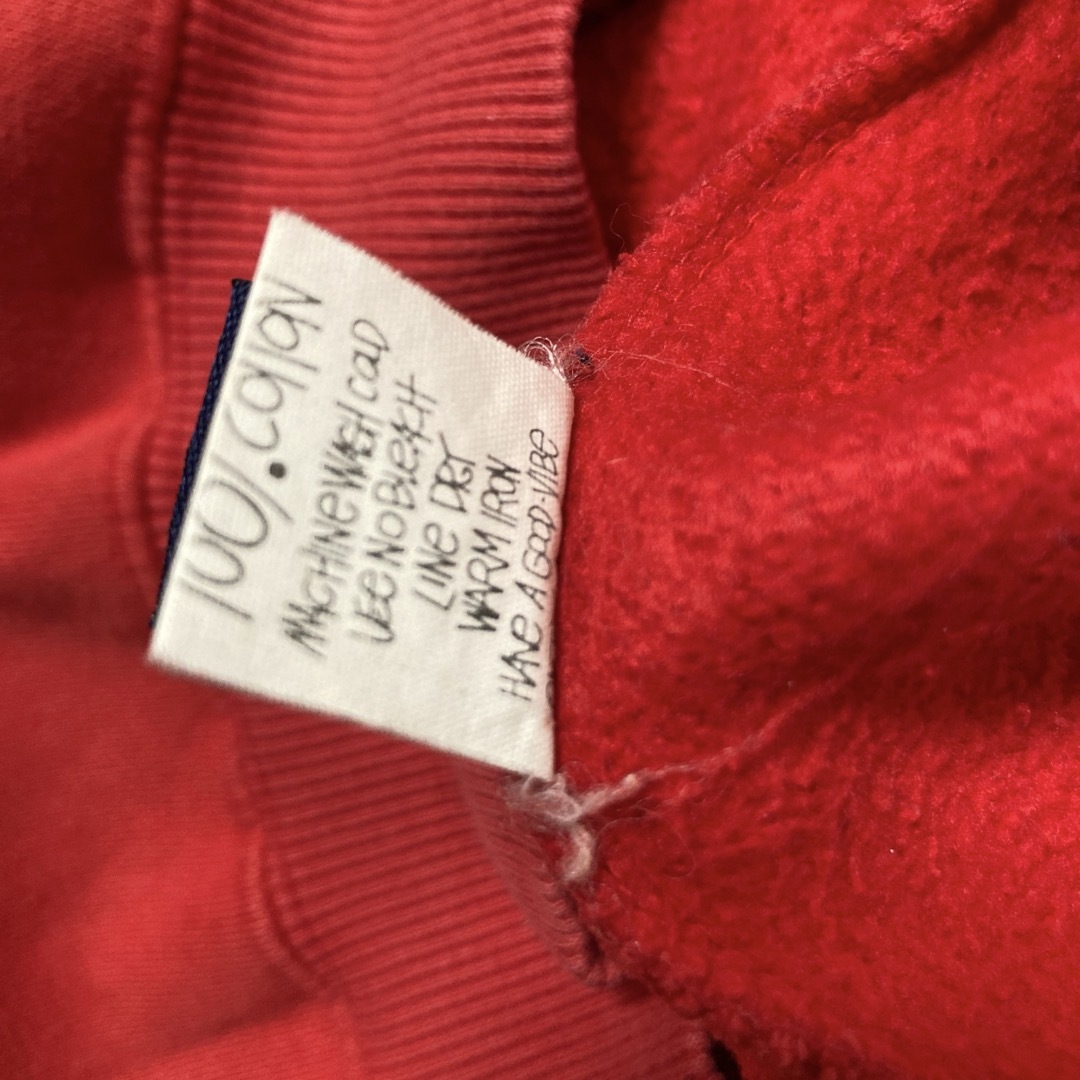 100%.COTTON
MACHINE WASH COLD
USE NO BLEACH
LINE DRY
WARM IRON
HAVE A GOOD-VIBE